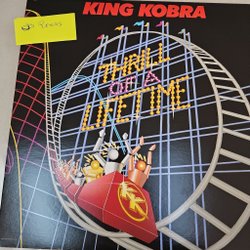 KING KOBRA
THRILL
OF A
LIFETIME